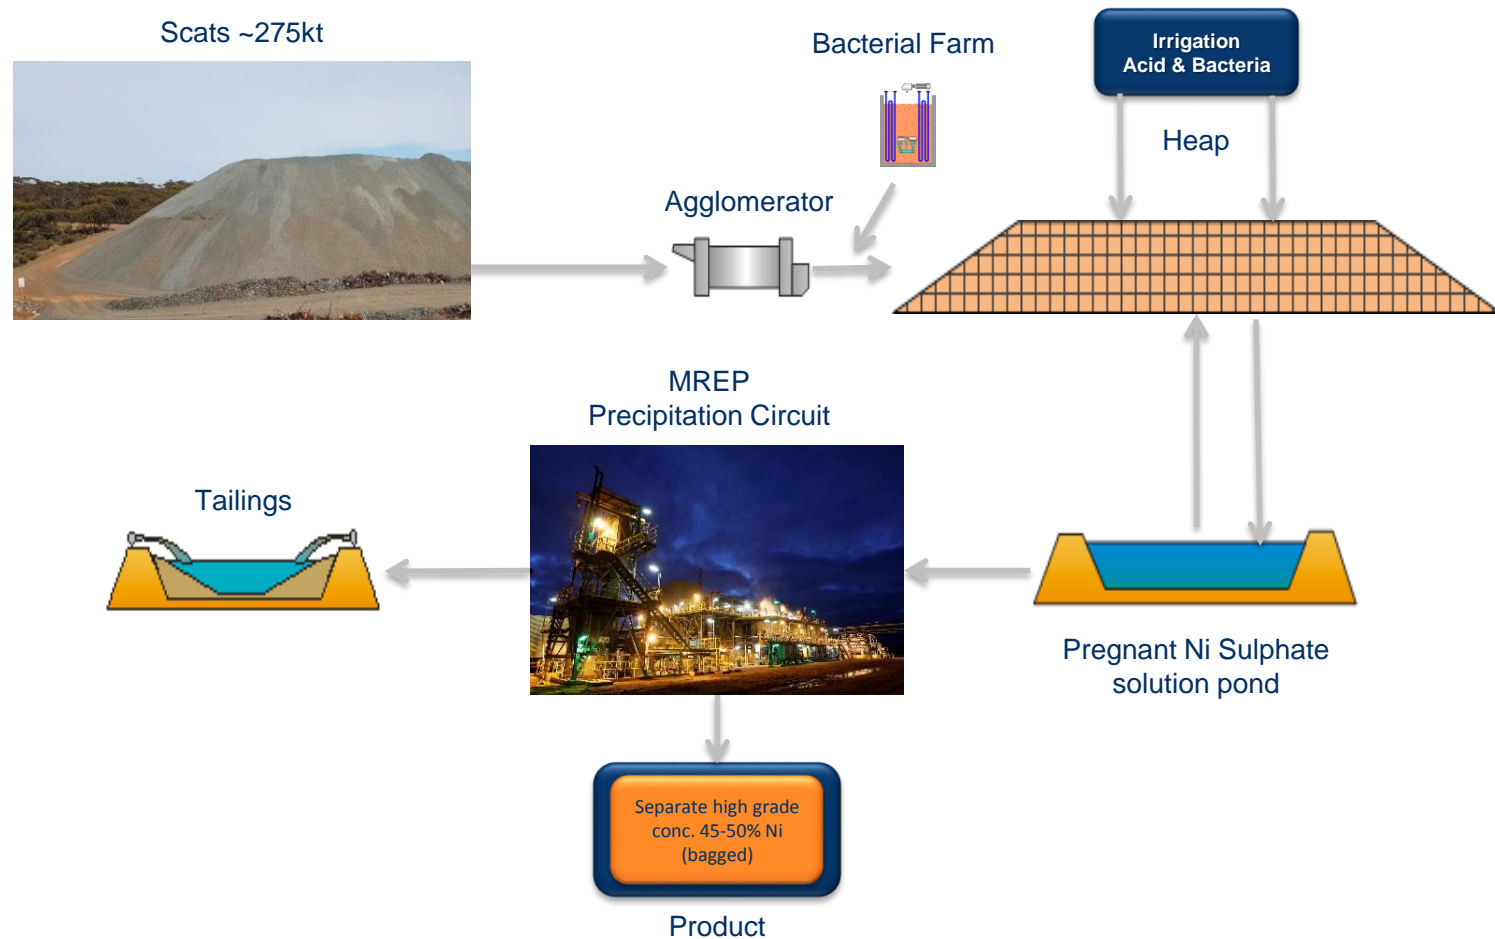 Scats ~275kt
Bacterial Farm
Irrigation
Acid & Bacteria
Heap
Agglomerator
MREP
Precipitation Circuit
Tailings
Pregnant Ni Sulphate
solution pond
Separate high grade
conc. 45-50% Ni
(bagged)
Product